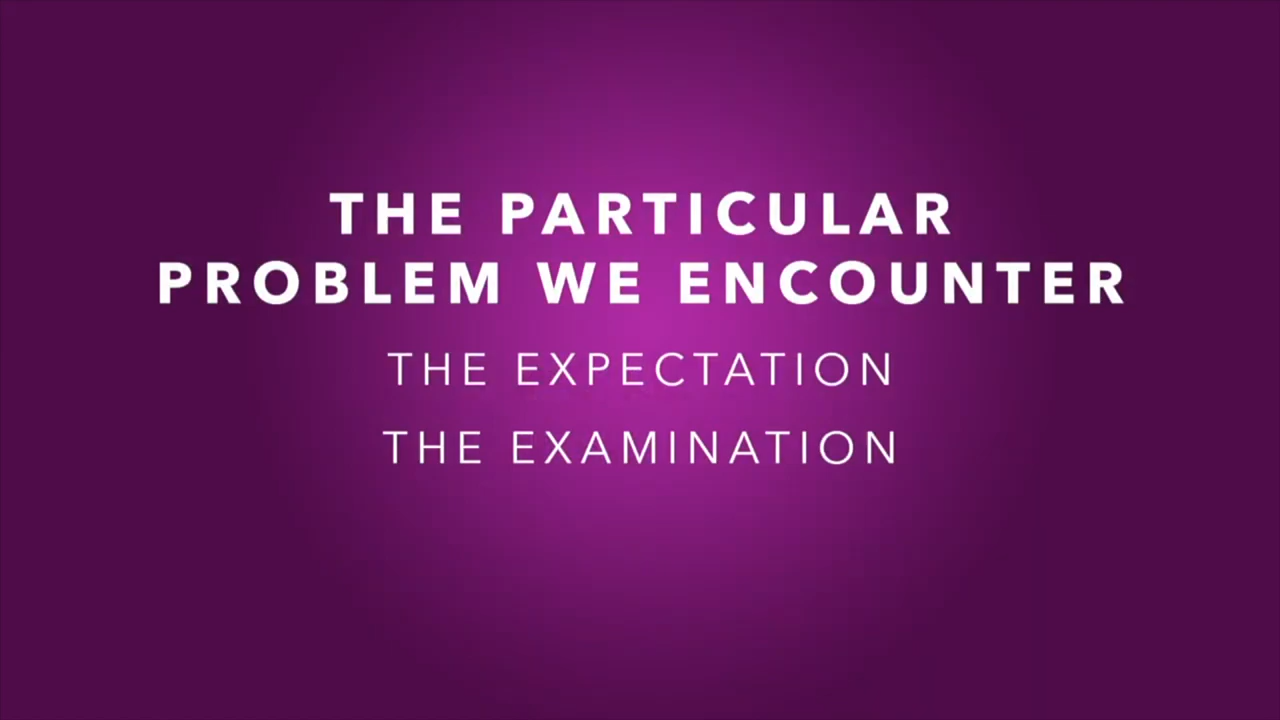 THE PARTICULAR
PROBLEM WE ENCOUNTER
THE EXPECTATION
THE EXAMINATION